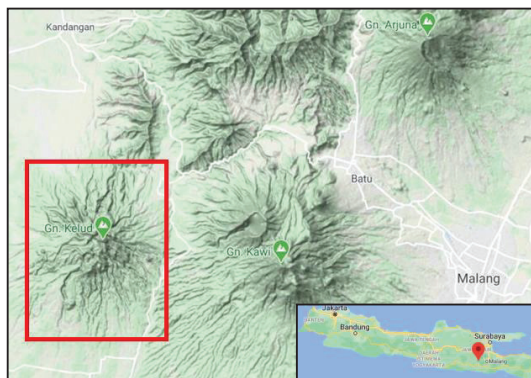 Kandangan
Gn. Arjuna
Batu
Gn. Kelud
Gn. Kawi
Malang
Jakarta
Bandung
Surabaya
Malang